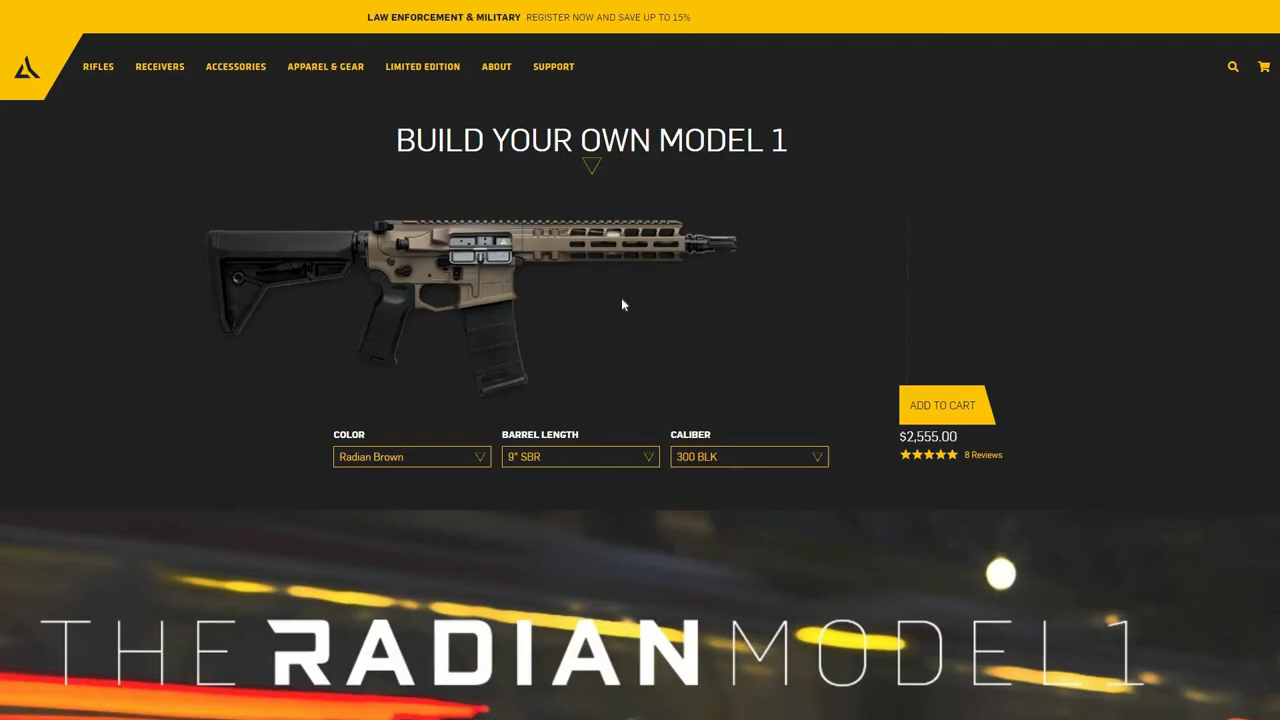 LAW ENFORCEMENT & MILITARY REGISTER NOW AND SAVE UP TO 15%
RIFLES RECEIVERS ACCESSORIES APPAREL & GEAR LIMITED EDITION ABOUT SUPPORT
BUILD YOUR OWN MODEL 1
COLOR BARREL LENGTH CALIBER
Radian Brown 9" SBR 300 BLK
ADD TO CART
$2,555.00
8 Reviews
THE RADIAN MODEL 1